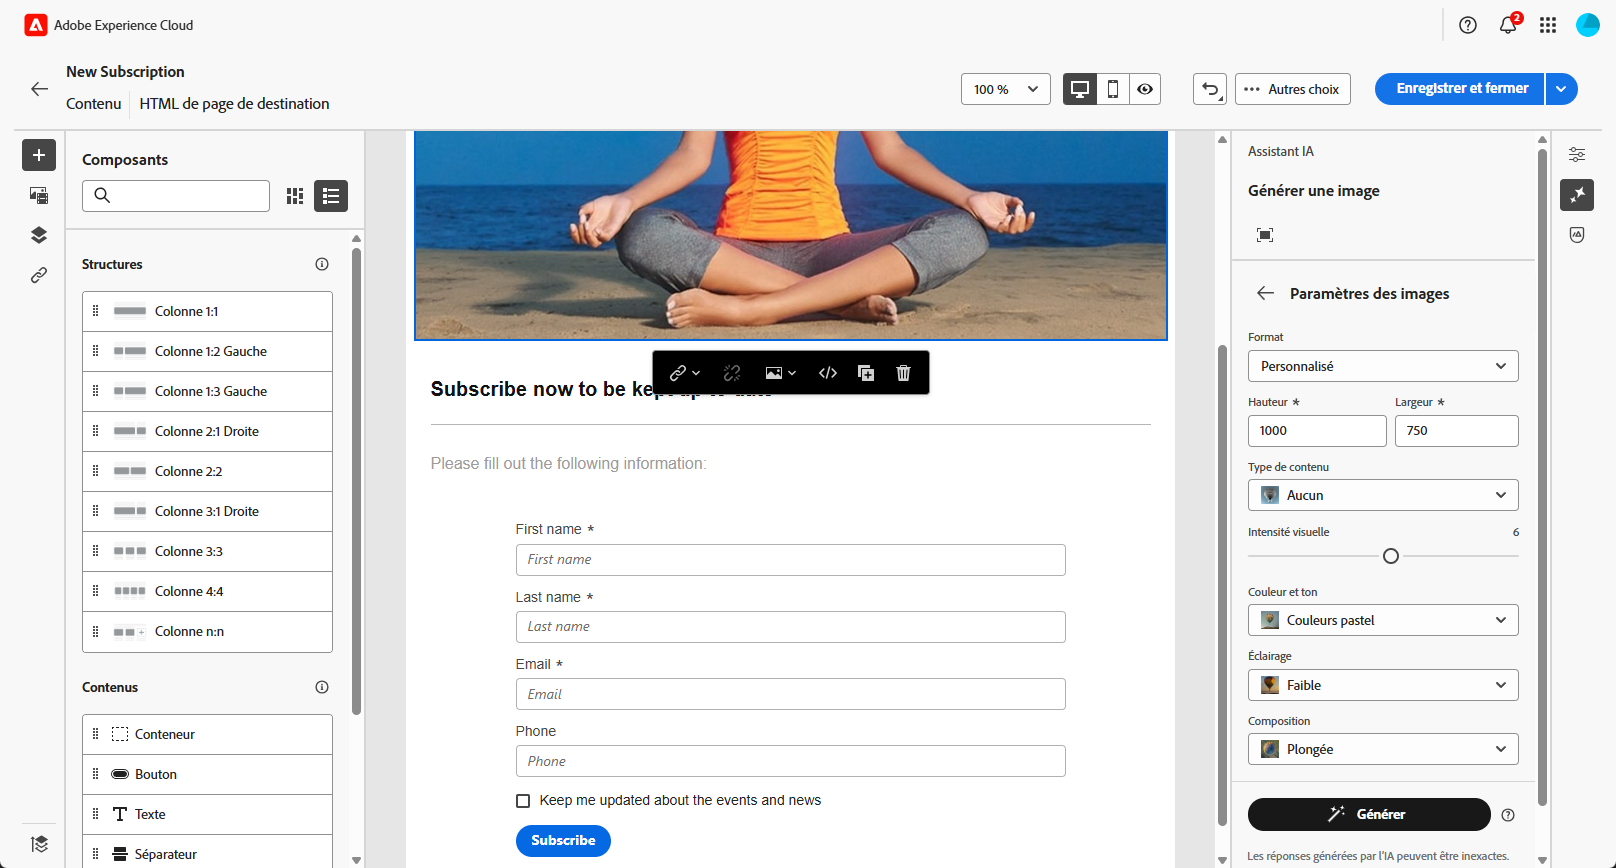 Adobe Experience Cloud
2
New Subscription
Contenu
HTML de page de destination
100 %
Autres choix
Enregistrer et fermer
Composants
Structures
Colonne 1:1
Colonne 1:2 Gauche
Colonne 1:3 Gauche
Colonne 2:1 Droite
Colonne 2:2
Colonne 3:1 Droite
Colonne 3:3
Colonne 4:4
Colonne n:n
Contenus
Conteneur
Bouton
Texte
Séparateur
Subscribe now to be
Please fill out the following information:
First name *
First name
Last name *
Last name
Email *
Email
Phone
Phone
Keep me updated about the events and news
Subscribe
Assistant IA
Générer une image
Paramètres des images
Format
Personnalisé
Hauteur *
Largeur *
1000
750
Type de contenu
Aucun
Intensité visuelle
6
Couleur et ton
Couleurs pastel
Éclairage
Faible
Composition
Plongée
Générer
Les réponses générées par l'IA peuvent être inexactes.